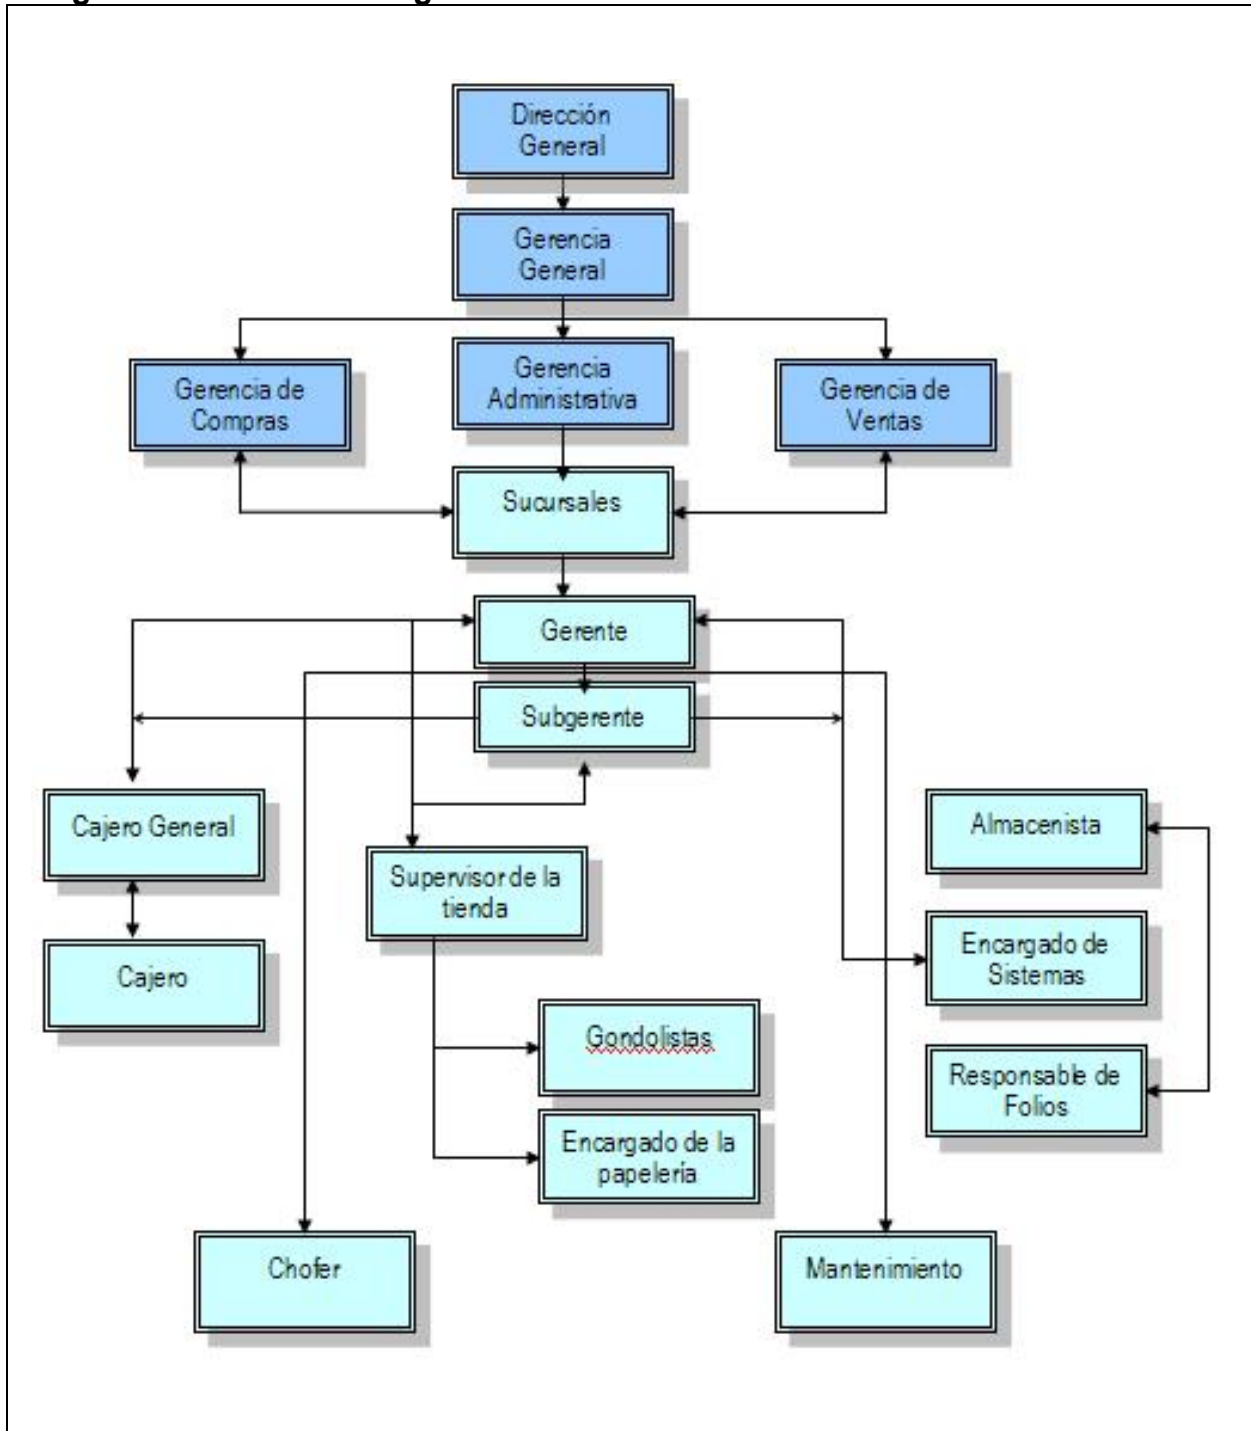 Dirección
General
Gerencia
General
Gerencia de
Compras
Gerencia
Administrativa
Gerencia de
Ventas
Sucursales
Gerente
Subgerente
Cajero General
Almacenista
Supervisor de la
tienda
Cajero
Encargado de
Sistemas
Gondolistas
Responsable de
Folios
Encargado de la
papelería
Chofer
Mantenimiento